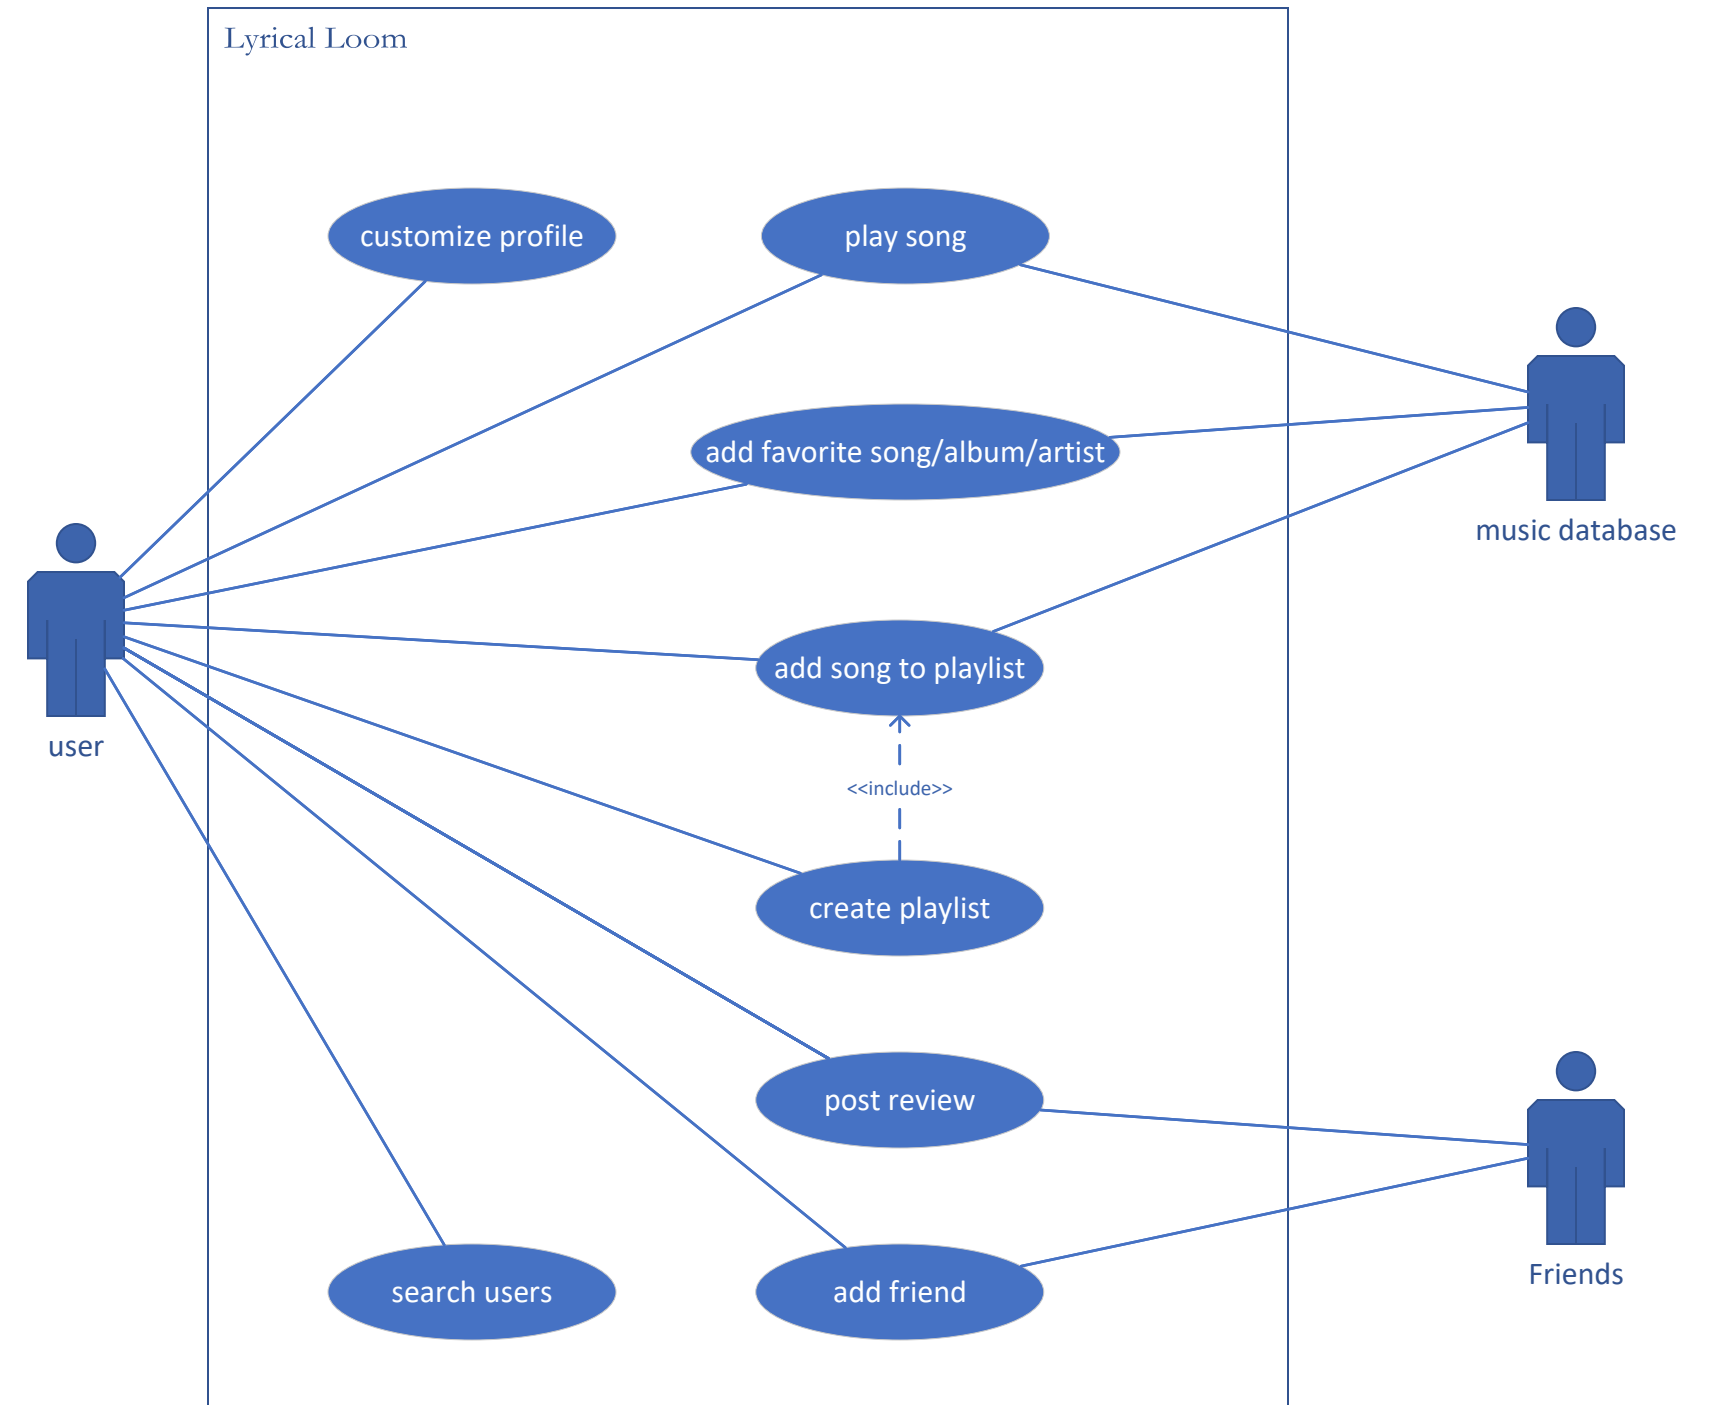 Lyrical Loom
customize profile
play song
add favorite song/album/artist
music database
add song to playlist
user
<<include>>
create playlist
post review
Friends
search users
add friend